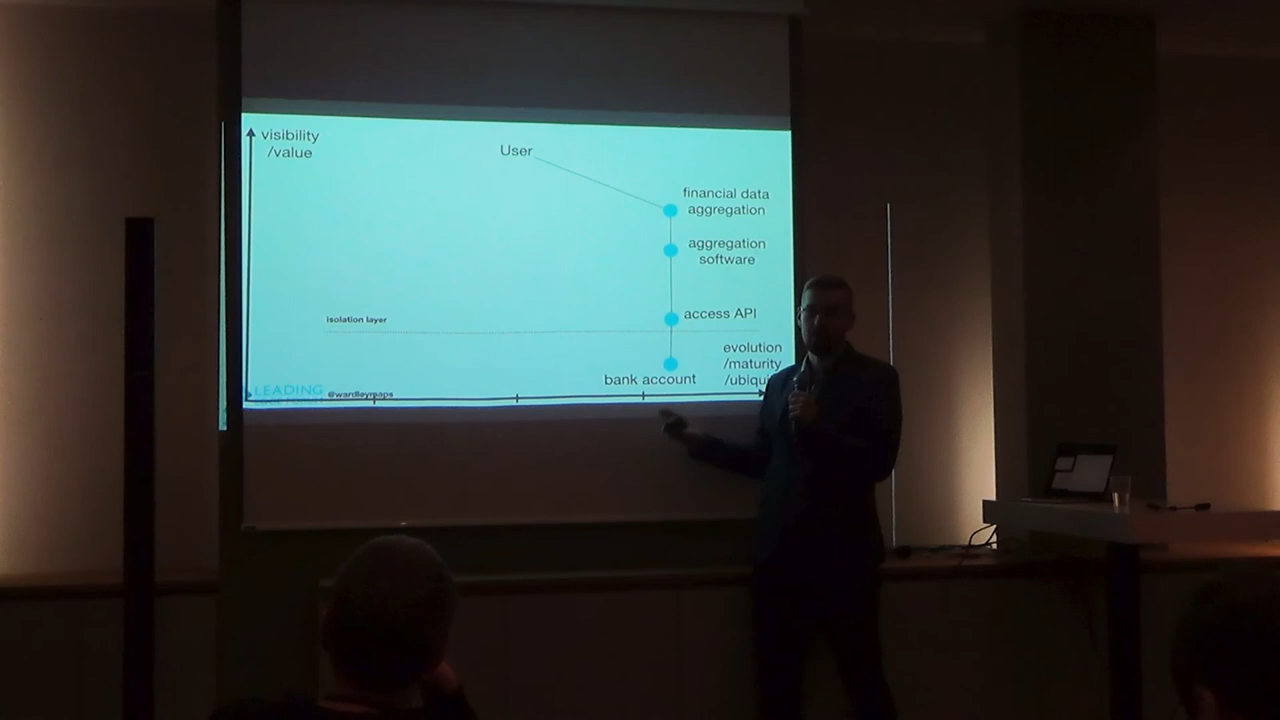 visibility
/value
User
financial data
aggregation
aggregation
software
access API
isolation layer
evolution
/maturity
bank account
LEADING
@wardleymaps